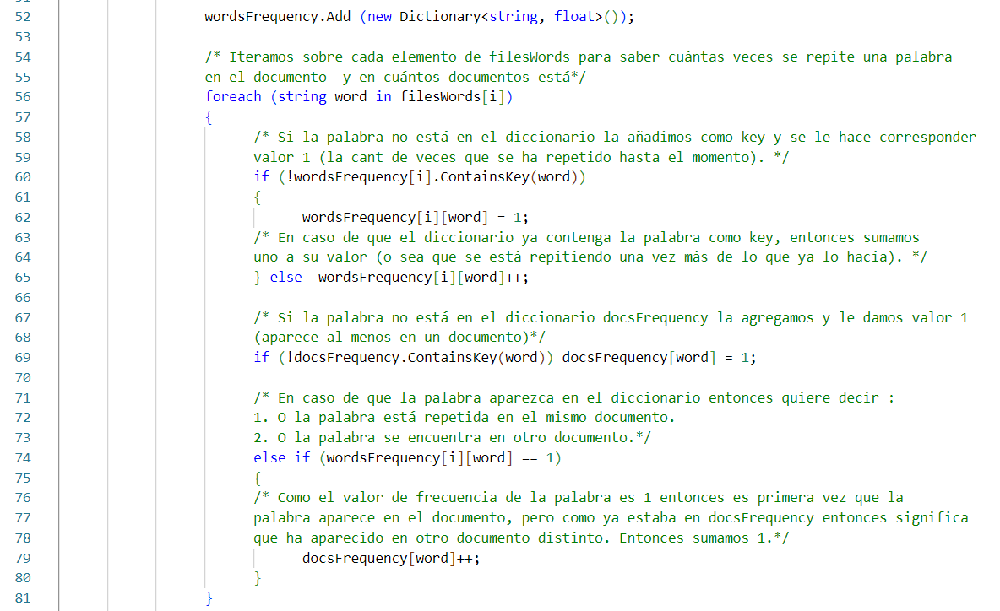 52 wordsFrequency.Add (new Dictionary<string, float>());
53
54 /* Iteramos sobre cada elemento de filesWords para saber cuántas veces se repite una palabra
55 en el documento  y en cuántos documentos está*/
56 foreach (string word in filesWords[i])
57 {
58 /* Si la palabra no está en el diccionario la añadimos como key y se le hace corresponder
59 valor 1 (la cant de veces que se ha repetido hasta el momento). */
60 if (!wordsFrequency[i].ContainsKey(word))
61 {
62 wordsFrequency[i][word] = 1;
63 /* En caso de que el diccionario ya contenga la palabra como key, entonces sumamos
64 uno a su valor (o sea que se está repitiendo una vez más de lo que ya lo hacía). */
65 } else  wordsFrequency[i][word]++;
66
67 /* Si la palabra no está en el diccionario docsFrequency la agregamos y le damos valor 1
68 (aparece al menos en un documento)*/
69 if (!docsFrequency.ContainsKey(word)) docsFrequency[word] = 1;
70
71 /* En caso de que la palabra aparezca en el diccionario entonces quiere decir :
72 1. O la palabra está repetida en el mismo documento.
73 2. O la palabra se encuentra en otro documento.*/
74 else if (wordsFrequency[i][word] == 1)
75 {
76 /* Como el valor de frecuencia de la palabra es 1 entonces es primera vez que la
77 palabra aparece en el documento, pero como ya estaba en docsFrequency entonces significa
78 que ha aparecido en otro documento distinto. Entonces sumamos 1.*/
79 docsFrequency[word]++;
80 }
81 }